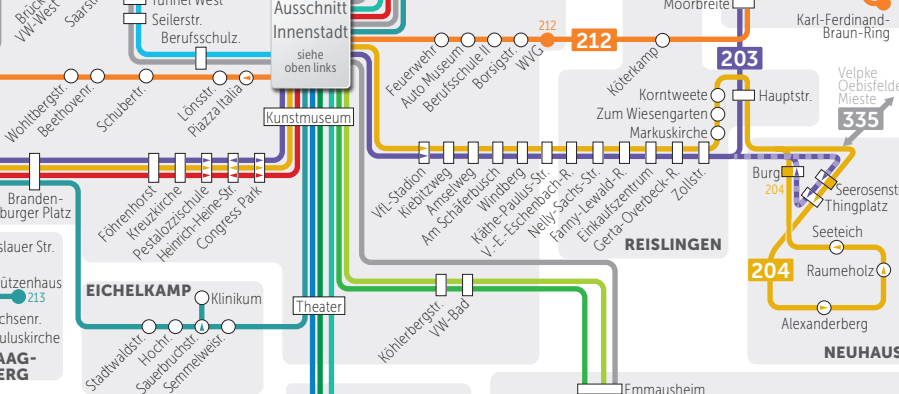 Brück
VW-West
Saarstr
Tunnel West
Seilerstr.
Berufsschulz.
Ausschnitt
Innenstadt
siehe
oben links
Moorbreite
Karl-Ferdinand-
Braun-Ring
Feuerwehr
Auto Museum
Berufsschule II
Borsigstr.
WVG
212
212
Köterkamp
203
Velpke
Oebisfelde
Mieste
335
Wohltbergstr.
Beethovenr.
Schubertr.
Lönsstr.
Piazza Italia
Kunstmuseum
Korntweete
Zum Wiesengarten
Markuskirche
Hauptstr.
Branden-
burger Platz
Föhrenhorst
Kreuzkirche
Pestalozzischule
Heinrich-Heine-Str.
Congress Park
VfL-Stadion
Kiebitzweg
Amselweg
Am Schäferbusch
Windberg
Käthe-Paulus-Str.
V.-E. Eschenbach-R.
Nelly-Sachs-Str.
Fanny-Lewald-R.
Einkaufszentrum
Gerta-Overbeck-R.
Zollstr.
REISLINGEN
Burg
204
Seerosenst
Thingplatz
Seeteich
Raumeholz
204
Alexanderberg
NEUHAUS
slauer Str.
ützenhaus
213
chsenr.
uluskirche
AAG-
ERG
EICHELKAMP
Klinikum
Stadtwaldstr.
Hochr.
Sauerbruchstr.
Semmelweisr.
Theater
Köhlerbergstr.
VW-Bad
Emmausheim